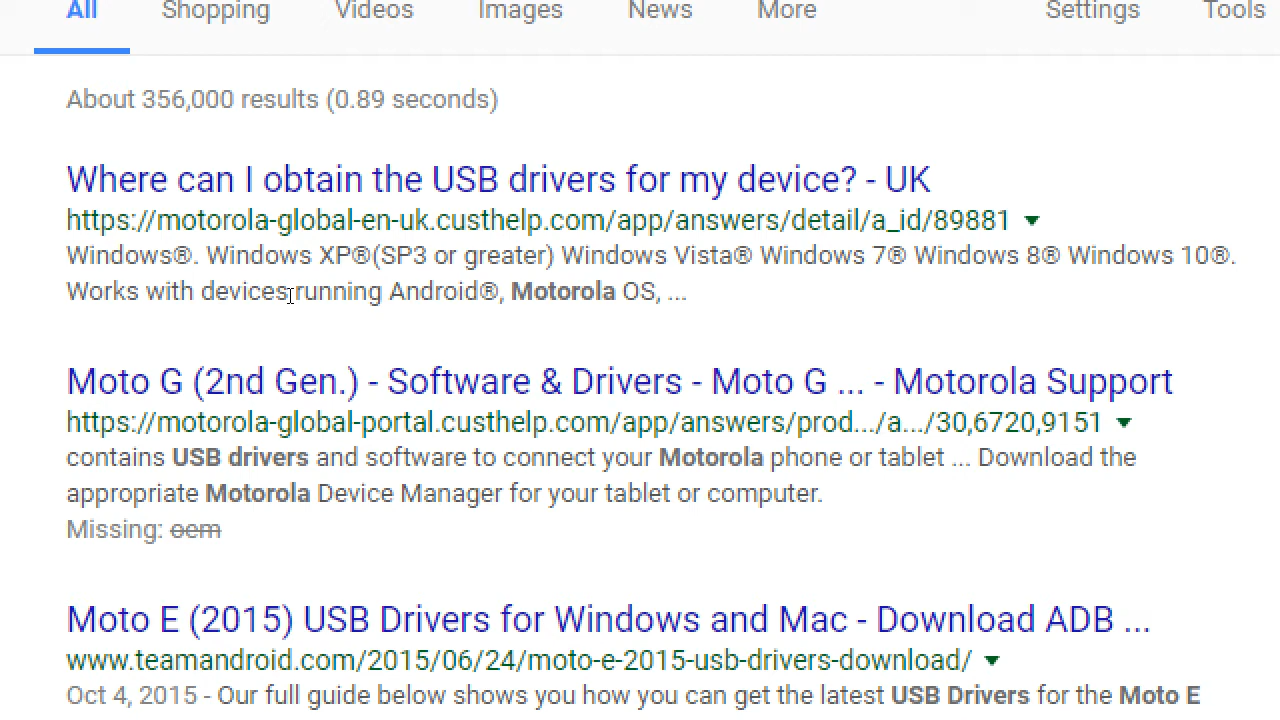 All Shopping Videos Images News More Settings Tools
About 356,000 results (0.89 seconds)
Where can I obtain the USB drivers for my device? - UK
https://motorola-global-en-uk.custhelp.com/app/answers/detail/a_id/89881
Windows®. Windows XP®(SP3 or greater) Windows Vista® Windows 7® Windows 8® Windows 10®.
Works with devices running Android®, Motorola OS, ...
Moto G (2nd Gen.) - Software & Drivers - Moto G ... - Motorola Support
https://motorola-global-portal.custhelp.com/app/answers/prod.../a.../30,6720,9151
contains USB drivers and software to connect your Motorola phone or tablet ... Download the
appropriate Motorola Device Manager for your tablet or computer.
Missing: oem
Moto E (2015) USB Drivers for Windows and Mac - Download ADB ...
www.teamandroid.com/2015/06/24/moto-e-2015-usb-drivers-download/
Oct 4, 2015 - Our full guide below shows you how you can get the latest USB Drivers for the Moto E